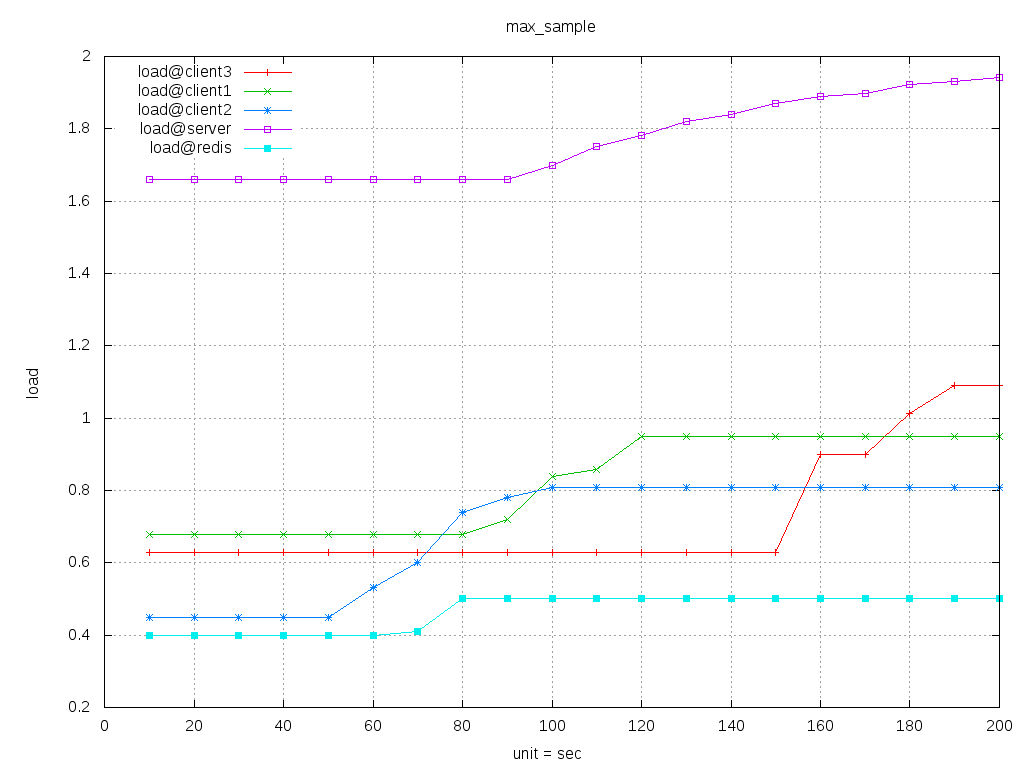 max_sample
load@client3
load@client1
load@client2
load@server
load@redis
2
1.8
1.6
1.4
1.2
1
0.8
0.6
0.4
0.2
load
0 20 40 60 80 100 120 140 160 180 200
unit = sec